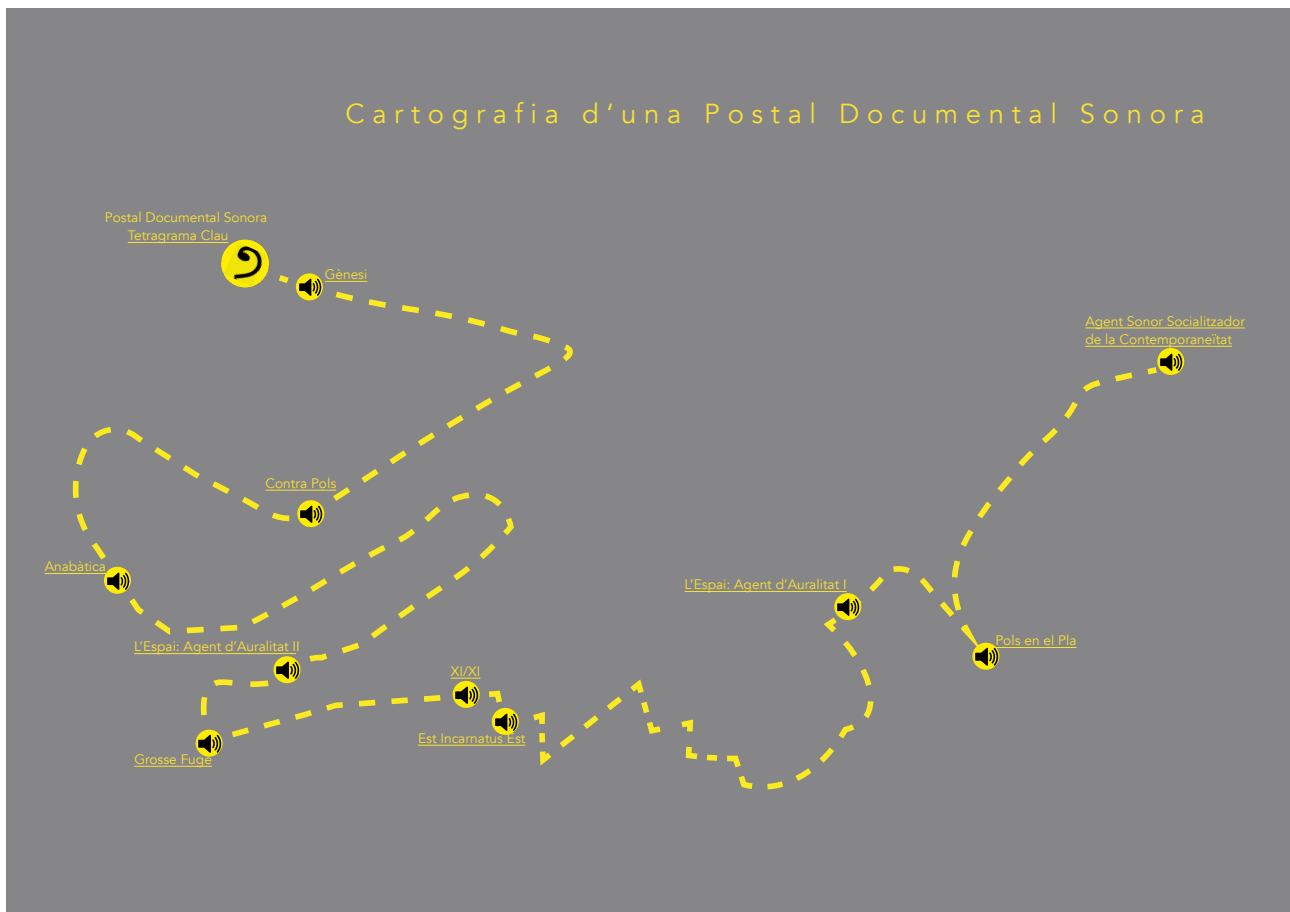 Cartografia d'una Postal Documental Sonora
Postal Documental Sonora
Tetragrama Clau
Gènesi
Agent Sonor Socialitzador
de la Contemporaneïtat
Contra Pols
Anabàtica
L'Espai: Agent d'Auralitat I
Pols en el Pla
L'Espai: Agent d'Auralitat II
XI/XI
Est Incarnatus Est
Grosse Fuge